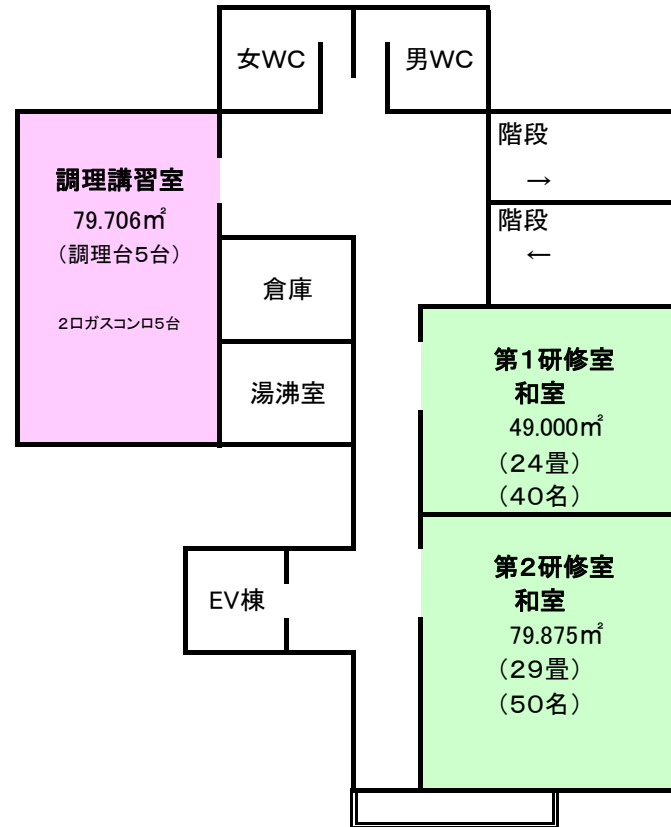 女WC
男WC
階段
→
階段
←
調理講習室
79.706㎡
（調理台5台）
2口ガスコンロ5台
倉庫
湯沸室
第1研修室
和室
49.000㎡
（24畳）
（40名）
EV棟
第2研修室
和室
79.875㎡
（29畳）
（50名）